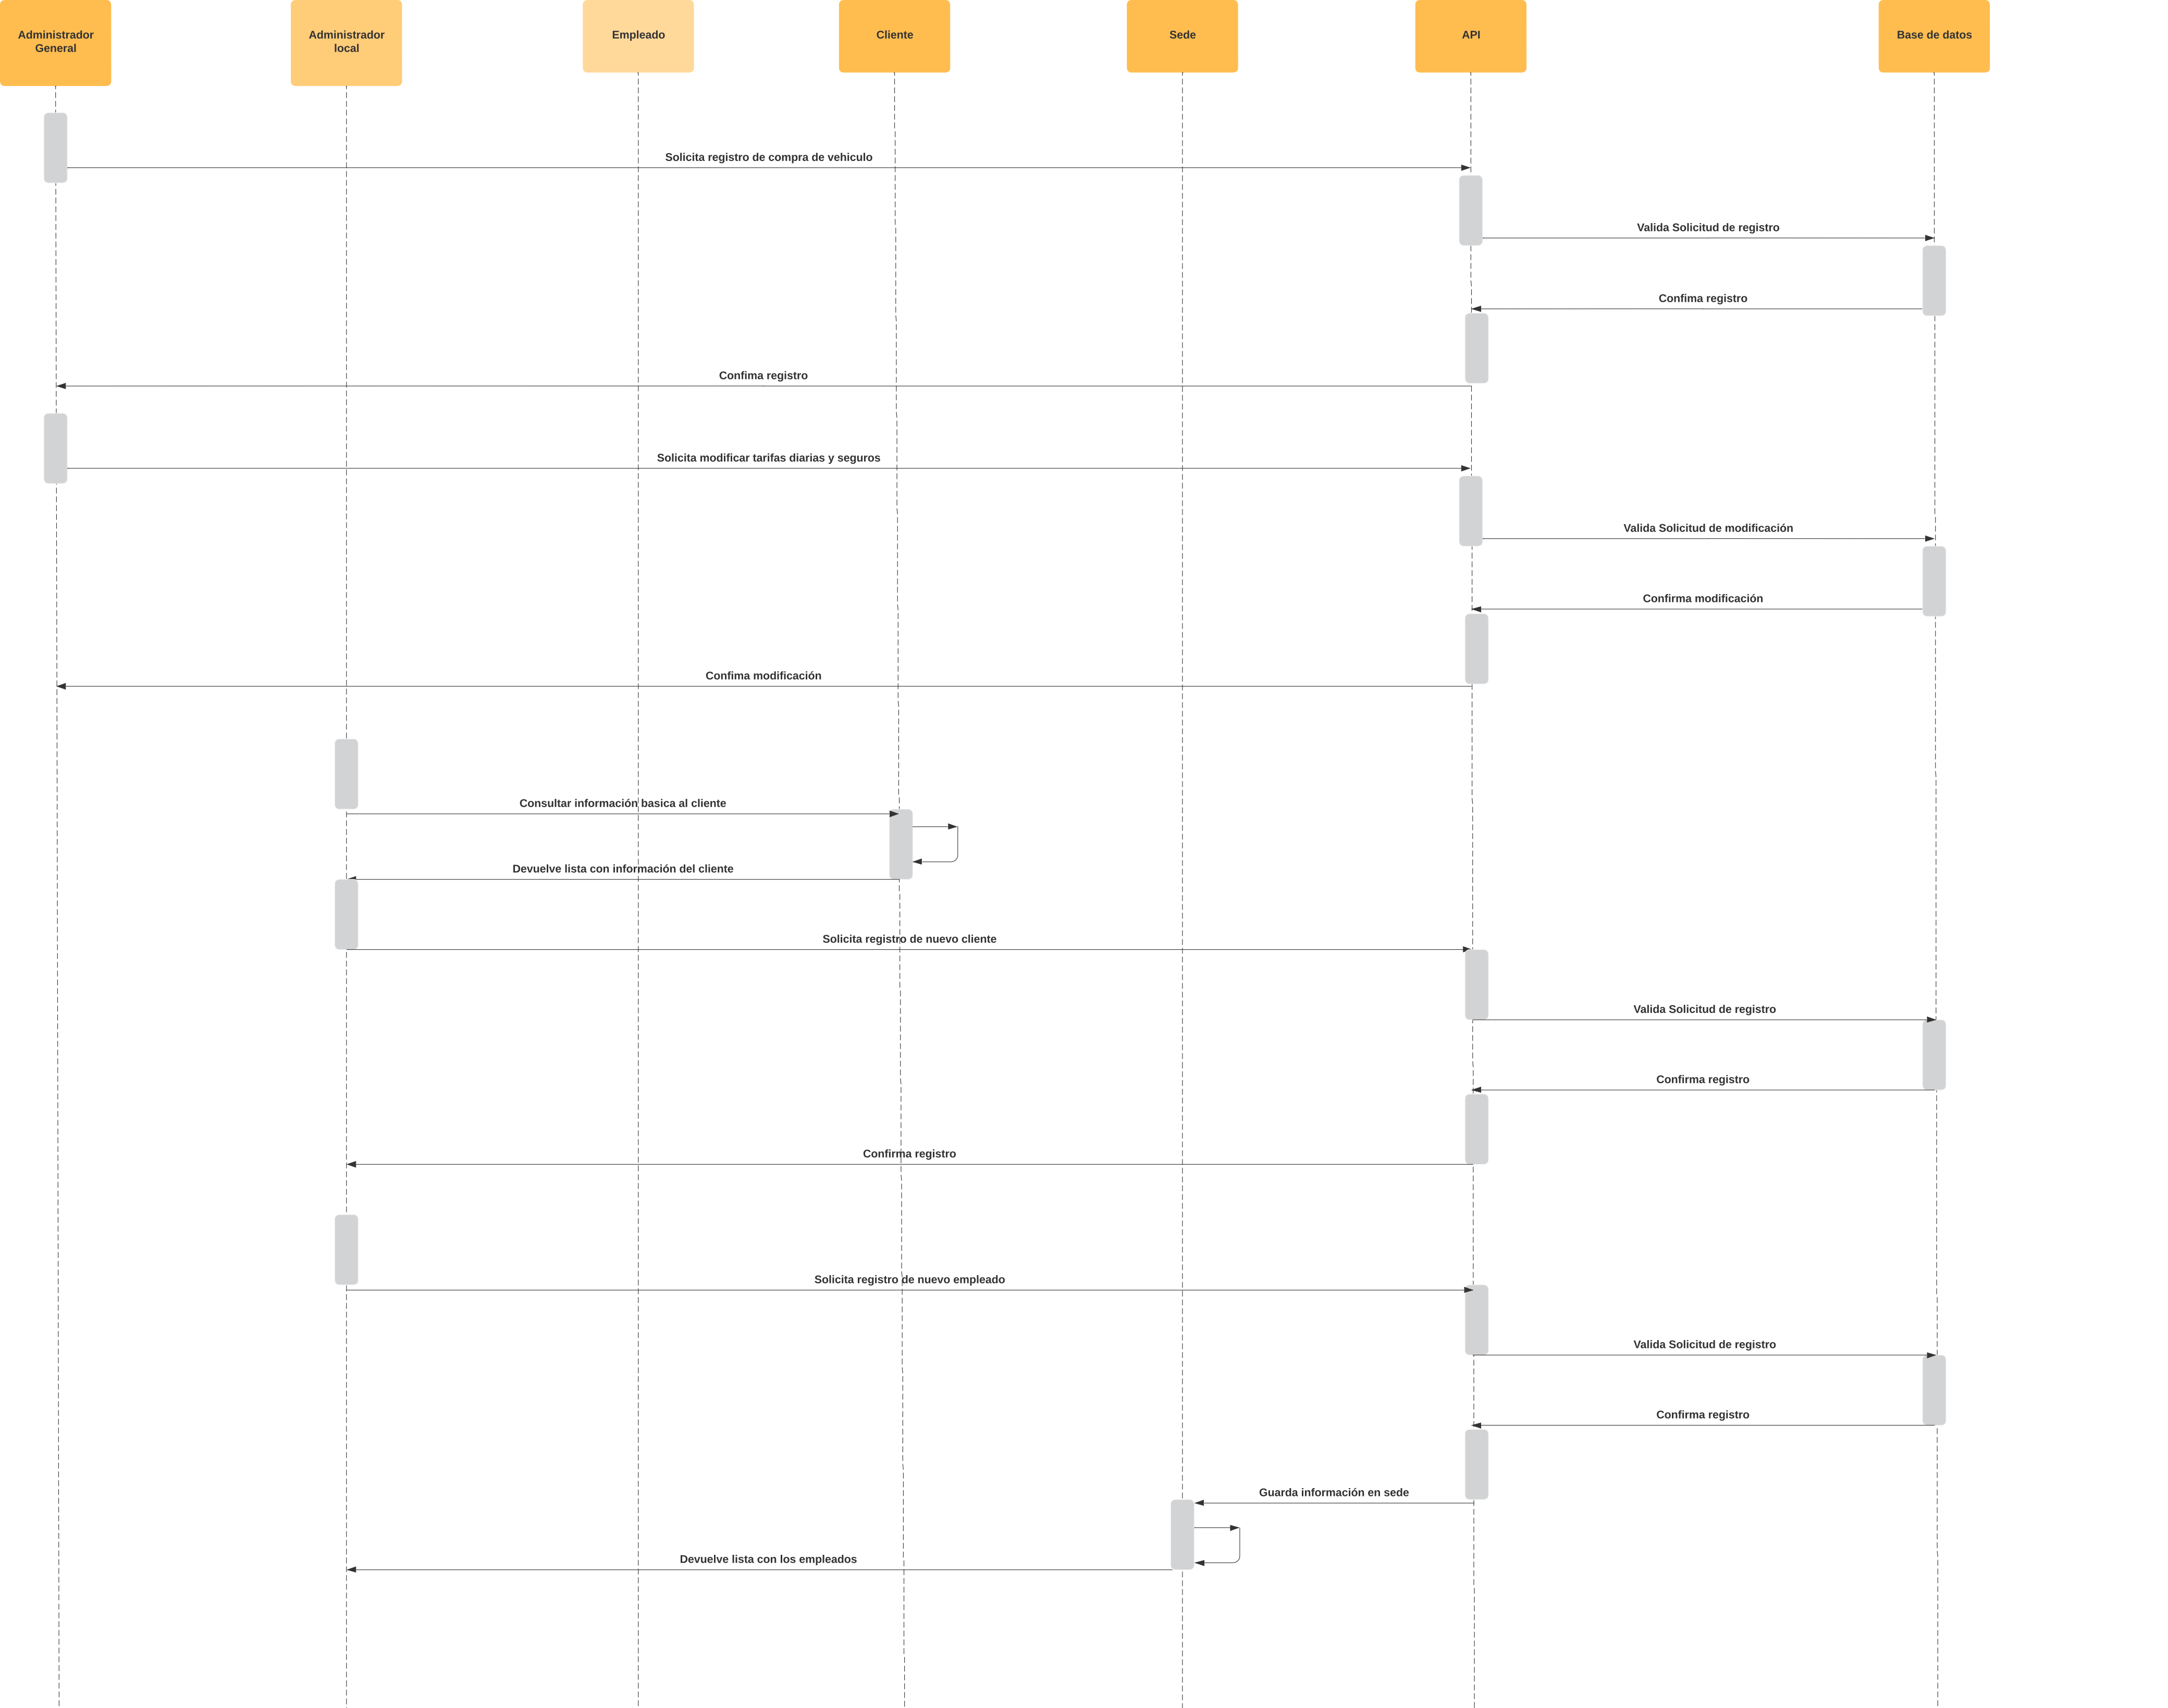 Administrador
General
Administrador
local
Empleado
Cliente
Sede
API
Base de datos
Solicita registro de compra de vehiculo
Valida Solicitud de registro
Confima registro
Confima registro
Solicita modificar tarifas diarias y seguros
Valida Solicitud de modificación
Confirma modificación
Confima modificación
Consultar información basica al cliente
Devuelve lista con información del cliente
Solicita registro de nuevo cliente
Valida Solicitud de registro
Confirma registro
Confirma registro
Solicita registro de nuevo empleado
Valida Solicitud de registro
Confirma registro
Guarda información en sede
Devuelve lista con los empleados